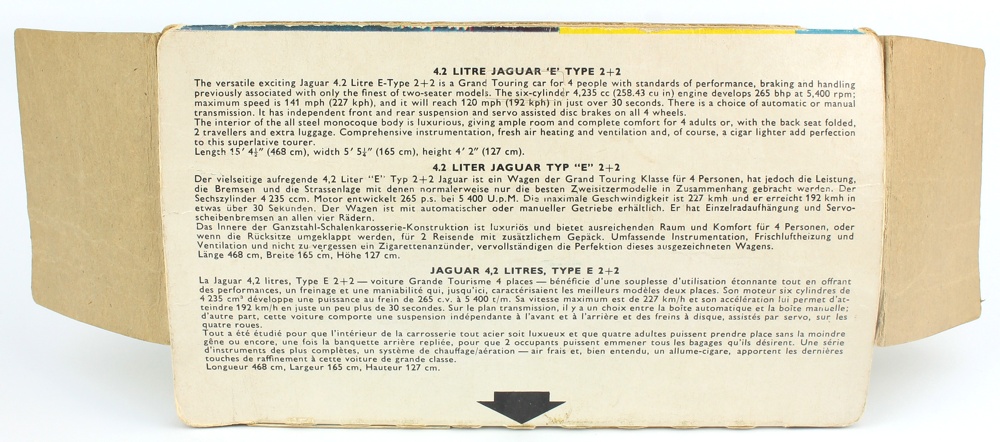 4.2 LITRE JAGUAR 'E' TYPE 2+2
The versatile exciting Jaguar 4.2 Litre E-Type 2+2 is a Grand Touring car for 4 people with standards of performance, braking and handling
previously associated with only the finest of two-seater models. The six-cylinder 4,235 cc (258.43 cu in) engine develops 265 bhp at 5,400 rpm;
maximum speed is 141 mph (227 kph), and it will reach 120 mph (192 kph) in just over 30 seconds. There is a choice of automatic or manual
transmission. It has independent front and rear suspension and servo assisted disc brakes on all 4 wheels.
The interior of the all steel monocoque body is luxurious, giving ample room and complete comfort for 4 adults or, with the back seat folded,
2 travellers and extra luggage. Comprehensive instrumentation, fresh air heating and ventilation and, of course, a cigar lighter add perfection
to this superlative tourer.
Length 15' 4½" (468 cm), width 5' 5¼" (165 cm), height 4' 2" (127 cm).
4.2 LITER JAGUAR TYP "E" 2+2
Der vielseitige aufregende 4,2 Liter "E" Typ 2+2 Jaguar ist ein Wagen der Grand Touring Klasse für 4 Personen, hat jedoch die Leistung,
die Bremsen und die Strassenlage mit denen normalerweise nur die besten Zweisitzermodelle in Zusammenhang gebracht werden. Der
Sechszylinder 4 235 ccm. Motor entwickelt 265 p.s. bei 5 400 U.p.M. Die maximale Geschwindigkeit ist 227 kmh und er erreicht 192 kmh in
etwas über 30 Sekunden. Der Wagen ist mit automatischer oder manueller Getriebe erhältlich. Er hat Einzelradaufhängung und Servo-
scheibenbremsen an allen vier Rädern.
Das Innere der Ganzstahl-Schalenkarosserie-Konstruktion ist luxuriös und bietet ausreichenden Raum und Komfort für 4 Personen, oder
wenn die Rücksitze umgeklappt werden, für 2 Reisende mit zusätzlichem Gepäck. Umfassende Instrumentation, Frischluftheizung und
Ventilation und nicht zu vergessen ein Zigarettenanzünder, vervollständigen die Perfektion dieses ausgezeichneten Wagens.
Länge 468 cm, Breite 165 cm, Höhe 127 cm.
JAGUAR 4,2 LITRES, TYPE E 2+2
La Jaguar 4,2 litres, Type E 2+2 — voiture Grande Tourisme 4 places — bénéficie d'une souplesse d'utilisation étonnante tout en offrant
des performances, un freinage et une maniabilité qui, jusqu'ici, caractérisaient les meilleurs modèles deux places. Son moteur six cylindres de
4 235 cm³ développe une puissance au frein de 265 c.v. à 5 400 t/m. Sa vitesse maximum est de 227 km/h et son accélération lui permet d'at-
teindre 192 km/h en juste un peu plus de 30 secondes. Sur le plan transmission, il y a un choix entre la boîte automatique et la boîte manuelle;
d'autre part, cette voiture comporte une suspension indépendante à l'avant et à l'arrière et des freins à disque, assistés par servo, sur les
quatre roues.
Tout a été étudié pour que l'intérieur de la carrosserie tout acier soit luxueux et que quatre adultes puissent prendre place sans la moindre
gêne ou encore, une fois la banquette arrière repliée, pour que 2 occupants puissent emmener tous les bagages qu'ils désirent. Une série
d'instruments des plus complètes, un système de chauffage/aération — air frais et, bien entendu, un allume-cigare, apportent les dernières
touches de raffinement à cette voiture de grande classe.
Longueur 468 cm, Largeur 165 cm, Hauteur 127 cm.